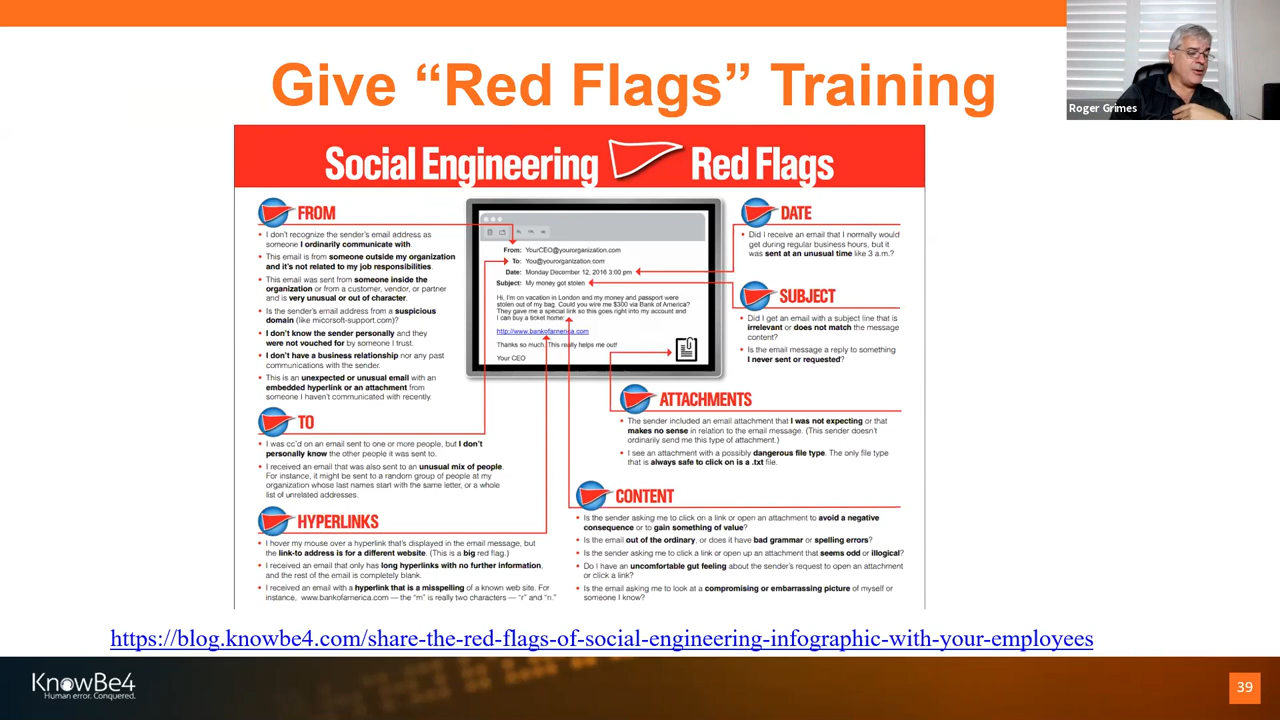 Give “Red Flags” Training
Roger Grimes
Social Engineering Red Flags
FROM
• I don't recognize the sender's email address as
someone I ordinarily communicate with.
• This email is from someone outside my organization
and it's not related to my job responsibilities.
• This email was sent from someone inside the
organization or from a customer, vendor, or partner
and is very unusual or out of character.
• Is the sender's email address from a suspicious
domain (like micorsoft-support.com)?
• I don't know the sender personally and they
were not vouched for by someone I trust.
• I don't have a business relationship nor any past
communications with the sender.
• This is an unexpected or unusual email with an
embedded hyperlink or an attachment from
someone I haven't communicated with recently.
TO
• I was cc'd on an email sent to one or more people, but I don't
personally know the other people it was sent to.
• I received an email that was also sent to an unusual mix of people.
For instance, it might be sent to a random group of people at my
organization whose last names start with the same letter, or a whole
list of unrelated addresses.
HYPERLINKS
• I hover my mouse over a hyperlink that's displayed in the email message, but
the link-to address is for a different website. (This is a big red flag.)
• I received an email that only has long hyperlinks with no further information,
and the rest of the email is completely blank.
• I received an email with a hyperlink that is a misspelling of a known web site. For
instance, www.bankofarnerica.com — the "m" is really two characters — "r" and "n."
From: YourCEO@yourorganization.com
To: You@yourorganization.com
Date: Monday December 12, 2016 3:00 pm
Subject: My money got stolen
Hi, I'm on vacation in London and my money and passport were
stolen out of my bag. Could you wire me $300 via Bank of America?
They gave me a special link so this goes right into my account and
I can buy a ticket home:
http://www.bankofarnerica.com
Thanks so much. This really helps me out!
Your CEO
DATE
• Did I receive an email that I normally would
get during regular business hours, but it
was sent at an unusual time like 3 a.m.?
SUBJECT
• Did I get an email with a subject line that is
irrelevant or does not match the message
content?
• Is the email message a reply to something
I never sent or requested?
ATTACHMENTS
• The sender included an email attachment that I was not expecting or that
makes no sense in relation to the email message. (This sender doesn't
ordinarily send me this type of attachment.)
• I see an attachment with a possibly dangerous file type. The only file type
that is always safe to click on is a .txt file.
CONTENT
• Is the sender asking me to click on a link or open an attachment to avoid a negative
consequence or to gain something of value?
• Is the email out of the ordinary, or does it have bad grammar or spelling errors?
• Is the sender asking me to click a link or open up an attachment that seems odd or illogical?
• Do I have an uncomfortable gut feeling about the sender's request to open an attachment
or click a link?
• Is the email asking me to look at a compromising or embarrassing picture of myself or
someone I know?
https://blog.knowbe4.com/share-the-red-flags-of-social-engineering-infographic-with-your-employees
KnowBe4
Human error. Conquered.
39